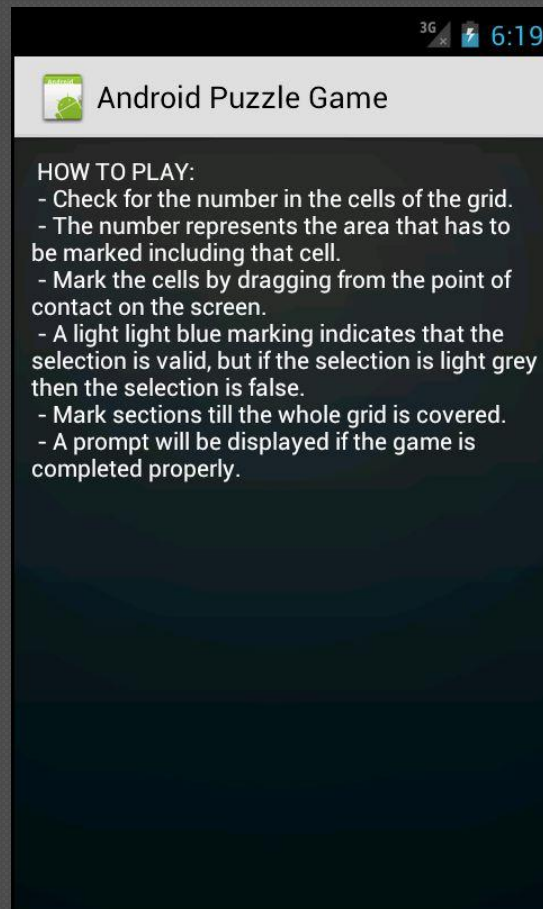 3G 6:19
Android Puzzle Game
HOW TO PLAY:
- Check for the number in the cells of the grid.
- The number represents the area that has to
be marked including that cell.
- Mark the cells by dragging from the point of
contact on the screen.
- A light light blue marking indicates that the
selection is valid, but if the selection is light grey
then the selection is false.
- Mark sections till the whole grid is covered.
- A prompt will be displayed if the game is
completed properly.